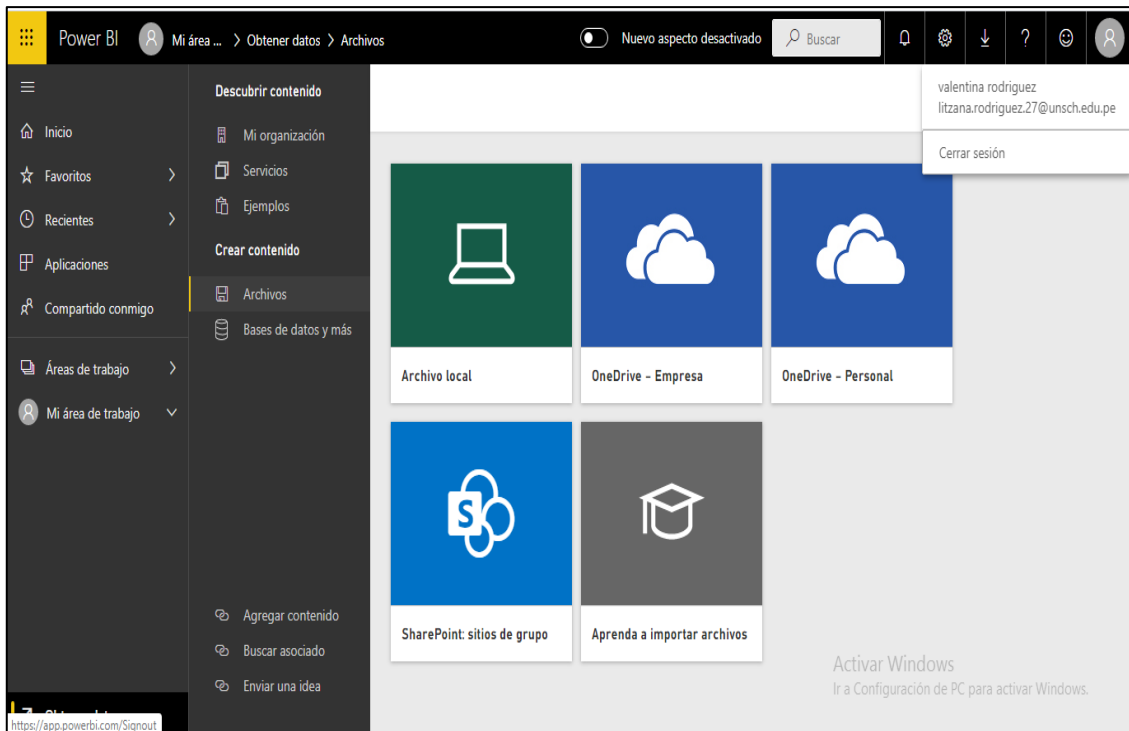 Power BI
Mi área ... > Obtener datos > Archivos
Nuevo aspecto desactivado
Buscar
valentina rodriguez
litzana.rodriguez.27@unsch.edu.pe
Cerrar sesión
Inicio
Favoritos
Recientes
Aplicaciones
Compartido conmigo
Áreas de trabajo
Mi área de trabajo
Descubrir contenido
Mi organización
Servicios
Ejemplos
Crear contenido
Archivos
Bases de datos y más
Agregar contenido
Buscar asociado
Enviar una idea
Archivo local
OneDrive – Empresa
OneDrive – Personal
SharePoint: sitios de grupo
Aprenda a importar archivos
Activar Windows
Ir a Configuración de PC para activar Windows.
https://app.powerbi.com/Signout